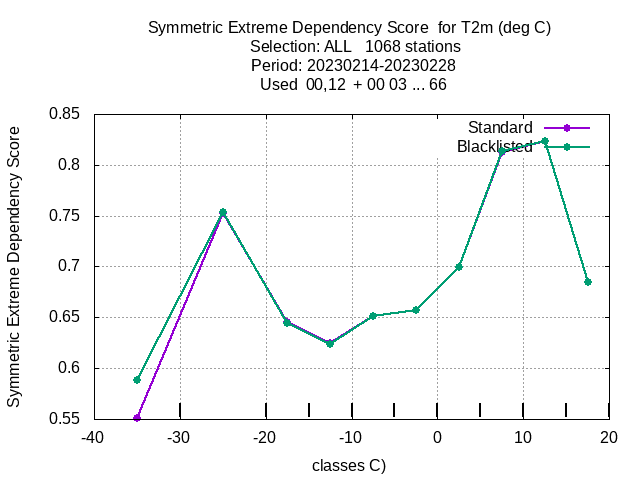 Symmetric Extreme Dependency Score  for T2m (deg C)
Selection: ALL   1068 stations
Period: 20230214-20230228
Used  00,12  + 00 03 ... 66
Symmetric Extreme Dependency Score
0.85
0.8
0.75
0.7
0.65
0.6
0.55
Standard
Blacklisted
-40 -30 -20 -10 0 10 20
classes C)